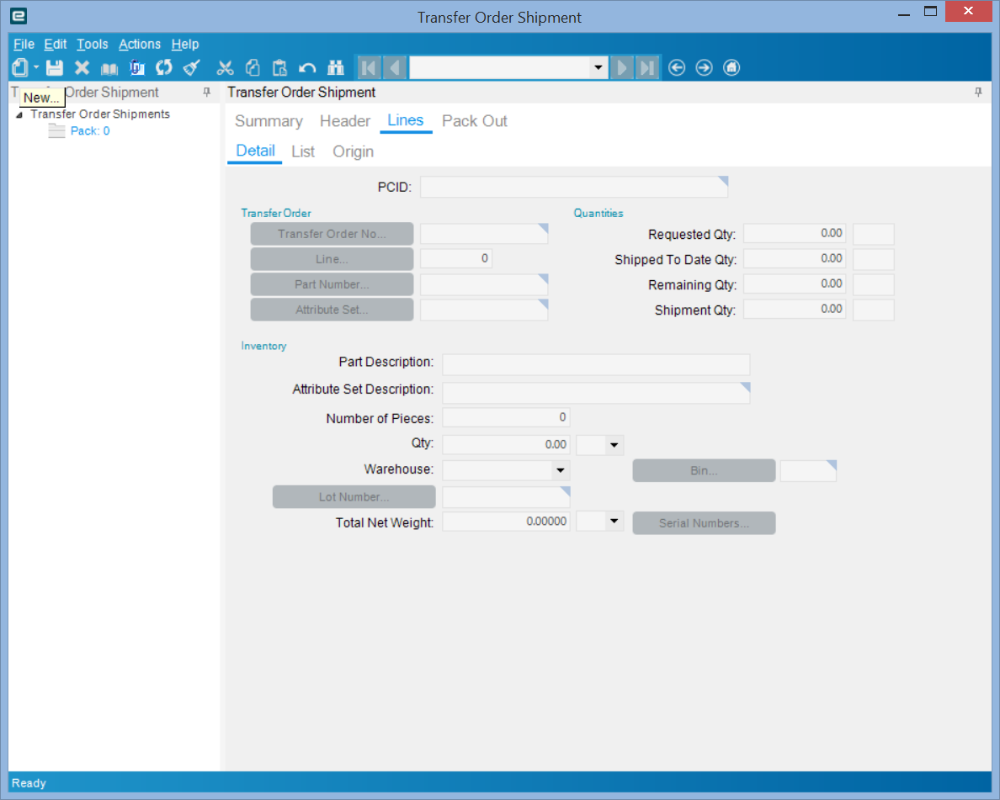 Transfer Order Shipment
File Edit Tools Actions Help
T Order Shipment
New...
Transfer Order Shipments
Pack: 0
Transfer Order Shipment
Summary Header Lines Pack Out
Detail List Origin
PCID:
Transfer Order
Transfer Order No...
Line... 0
Part Number...
Attribute Set...
Quantities
Requested Qty: 0.00
Shipped To Date Qty: 0.00
Remaining Qty: 0.00
Shipment Qty: 0.00
Inventory
Part Description:
Attribute Set Description:
Number of Pieces: 0
Qty: 0.00
Warehouse: Bin...
Lot Number...
Total Net Weight: 0.00000 Serial Numbers...
Ready